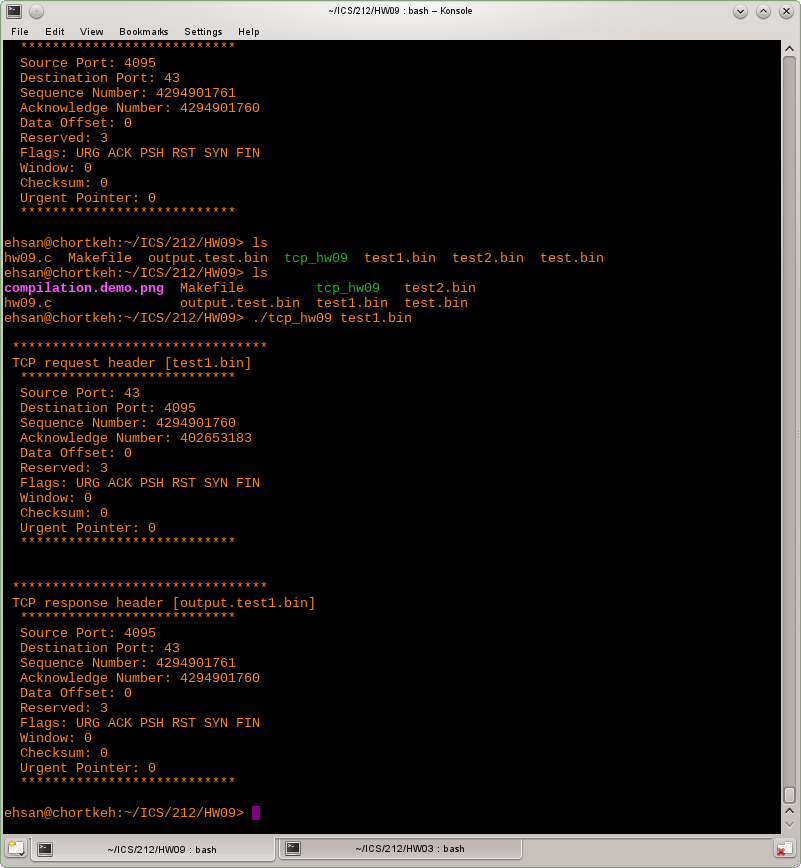 ~/ICS/212/HW09 : bash – Konsole
File Edit View Bookmarks Settings Help
***************************
Source Port: 4095
Destination Port: 43
Sequence Number: 4294901761
Acknowledge Number: 4294901760
Data Offset: 0
Reserved: 3
Flags: URG ACK PSH RST SYN FIN
Window: 0
Checksum: 0
Urgent Pointer: 0
***************************
ehsan@chortkeh:~/ICS/212/HW09> ls
hw09.c  Makefile  output.test.bin  tcp_hw09  test1.bin  test2.bin  test.bin
ehsan@chortkeh:~/ICS/212/HW09> ls
compilation.demo.png  Makefile         tcp_hw09   test2.bin
hw09.c                output.test.bin  test1.bin  test.bin
ehsan@chortkeh:~/ICS/212/HW09> ./tcp_hw09 test1.bin
********************************
TCP request header [test1.bin]
***************************
Source Port: 43
Destination Port: 4095
Sequence Number: 4294901760
Acknowledge Number: 402653183
Data Offset: 0
Reserved: 3
Flags: URG ACK PSH RST SYN FIN
Window: 0
Checksum: 0
Urgent Pointer: 0
***************************
********************************
TCP response header [output.test1.bin]
***************************
Source Port: 4095
Destination Port: 43
Sequence Number: 4294901761
Acknowledge Number: 4294901760
Data Offset: 0
Reserved: 3
Flags: URG ACK PSH RST SYN FIN
Window: 0
Checksum: 0
Urgent Pointer: 0
***************************
ehsan@chortkeh:~/ICS/212/HW09>
~/ICS/212/HW09 : bash
~/ICS/212/HW03 : bash